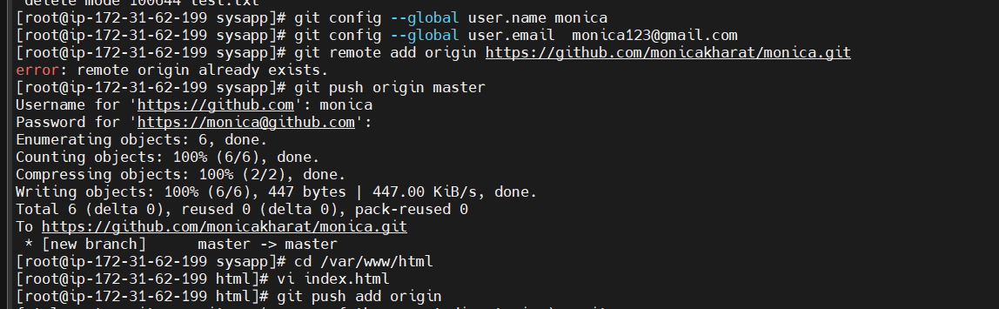 delete mode 100644 test.txt
[root@ip-172-31-62-199 sysapp]# git config --global user.name monica
[root@ip-172-31-62-199 sysapp]# git config --global user.email  monica123@gmail.com
[root@ip-172-31-62-199 sysapp]# git remote add origin https://github.com/monicakharat/monica.git
error: remote origin already exists.
[root@ip-172-31-62-199 sysapp]# git push origin master
Username for 'https://github.com': monica
Password for 'https://monica@github.com':
Enumerating objects: 6, done.
Counting objects: 100% (6/6), done.
Compressing objects: 100% (2/2), done.
Writing objects: 100% (6/6), 447 bytes | 447.00 KiB/s, done.
Total 6 (delta 0), reused 0 (delta 0), pack-reused 0
To https://github.com/monicakharat/monica.git
 * [new branch]      master -> master
[root@ip-172-31-62-199 sysapp]# cd /var/www/html
[root@ip-172-31-62-199 html]# vi index.html
[root@ip-172-31-62-199 html]# git push add origin